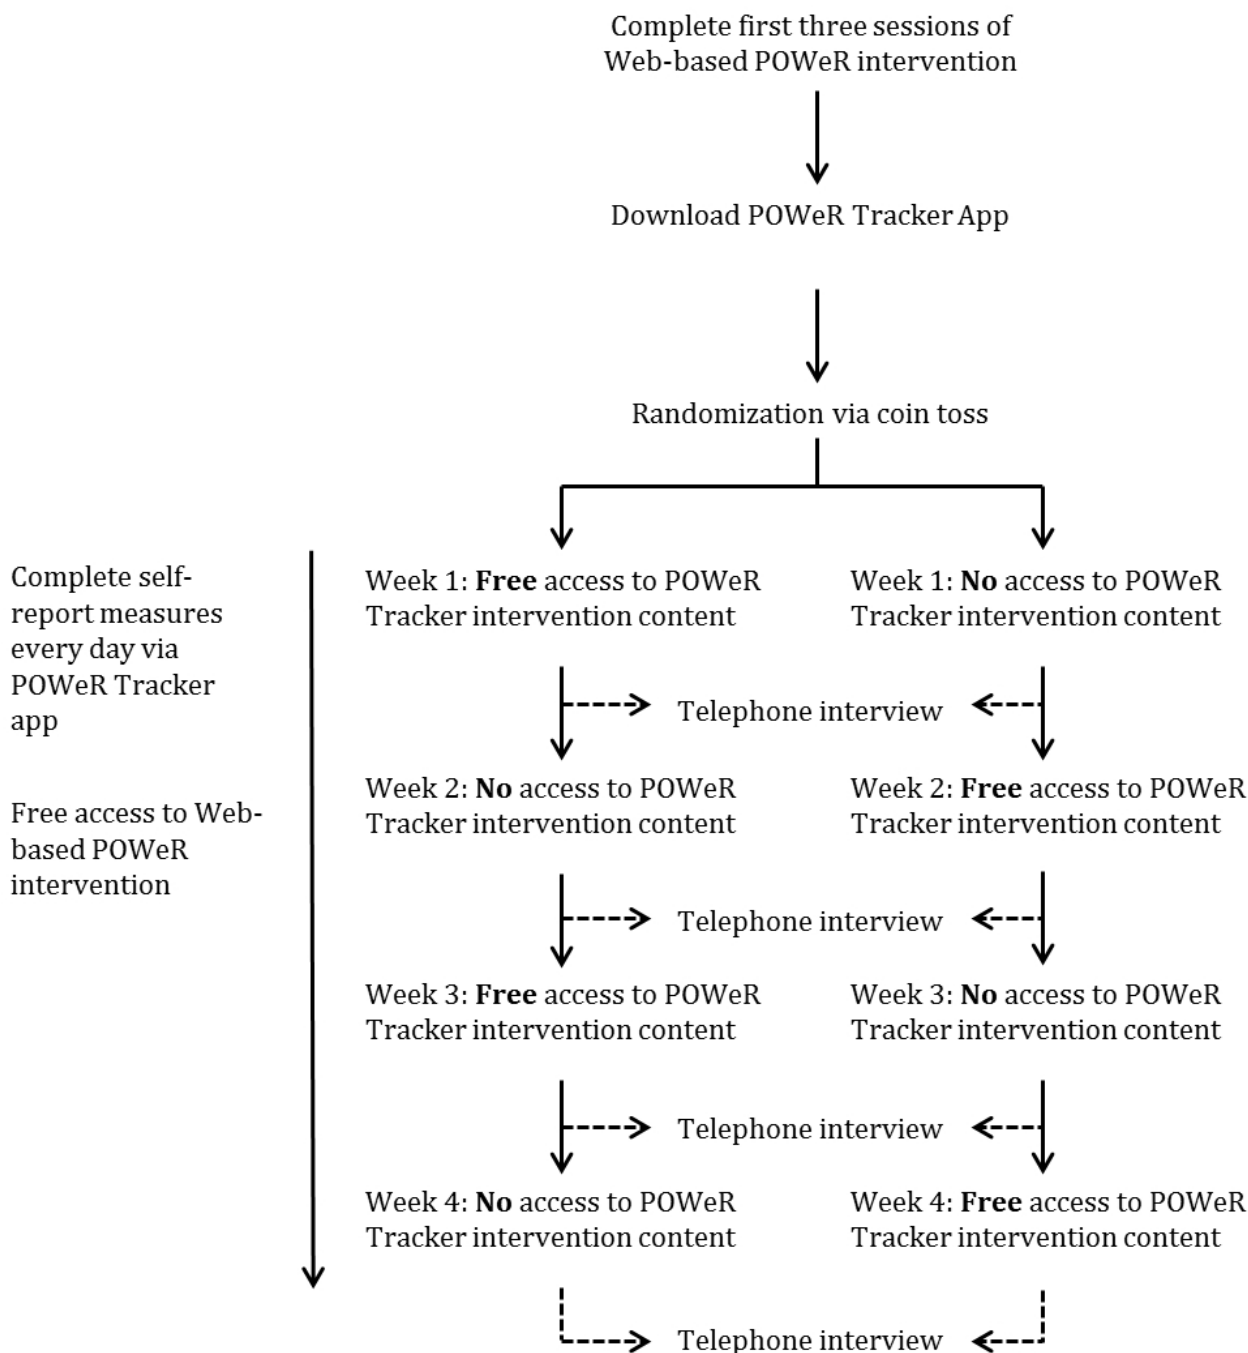 Complete first three sessions of
Web-based POWeR intervention
Download POWeR Tracker App
Randomization via coin toss
Complete self-
report measures
every day via
POWeR Tracker
app
Free access to Web-
based POWeR
intervention
Week 1: Free access to POWeR
Tracker intervention content
Week 1: No access to POWeR
Tracker intervention content
Telephone interview
Week 2: No access to POWeR
Tracker intervention content
Week 2: Free access to POWeR
Tracker intervention content
Telephone interview
Week 3: Free access to POWeR
Tracker intervention content
Week 3: No access to POWeR
Tracker intervention content
Telephone interview
Week 4: No access to POWeR
Tracker intervention content
Week 4: Free access to POWeR
Tracker intervention content
Telephone interview